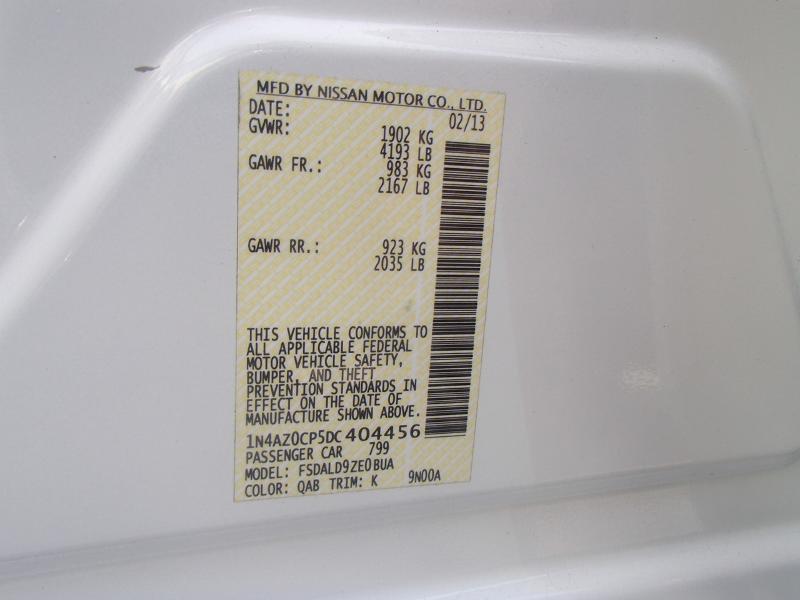 MFD BY NISSAN MOTOR CO., LTD.
DATE: 02/13
GVWR: 1902 KG
4193 LB
GAWR FR.: 983 KG
2167 LB
GAWR RR.: 923 KG
2035 LB
THIS VEHICLE CONFORMS TO
ALL APPLICABLE FEDERAL
MOTOR VEHICLE SAFETY,
BUMPER, AND THEFT
PREVENTION STANDARDS IN
EFFECT ON THE DATE OF
MANUFACTURE SHOWN ABOVE.
1N4AZ0CP5DC404456
PASSENGER CAR 799
MODEL: FSDALD9ZE0BUA
COLOR: QAB TRIM: K 9N00A